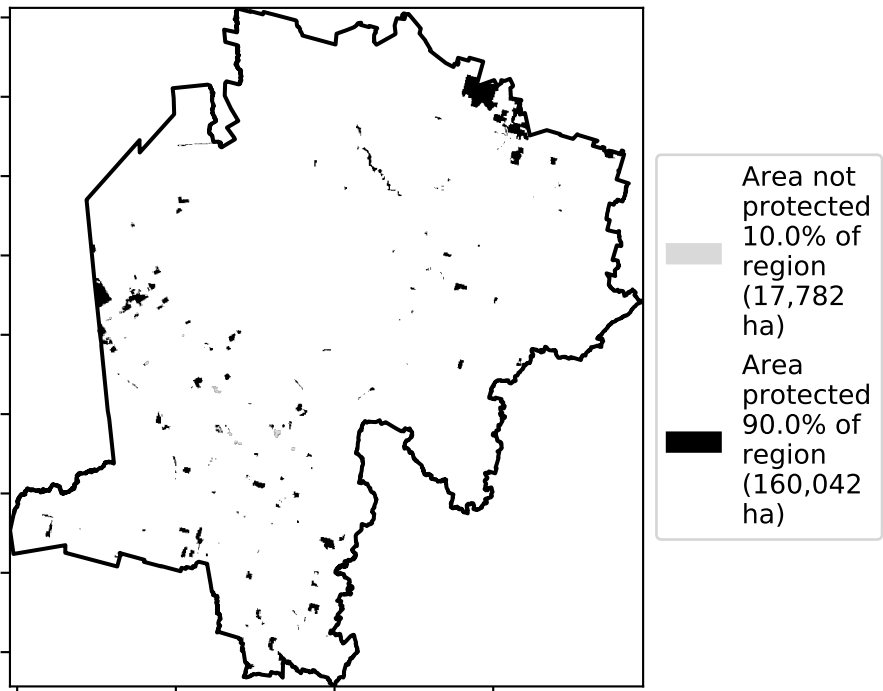 Area not
protected
10.0% of
region
(17,782
ha)
Area
protected
90.0% of
region
(160,042
ha)